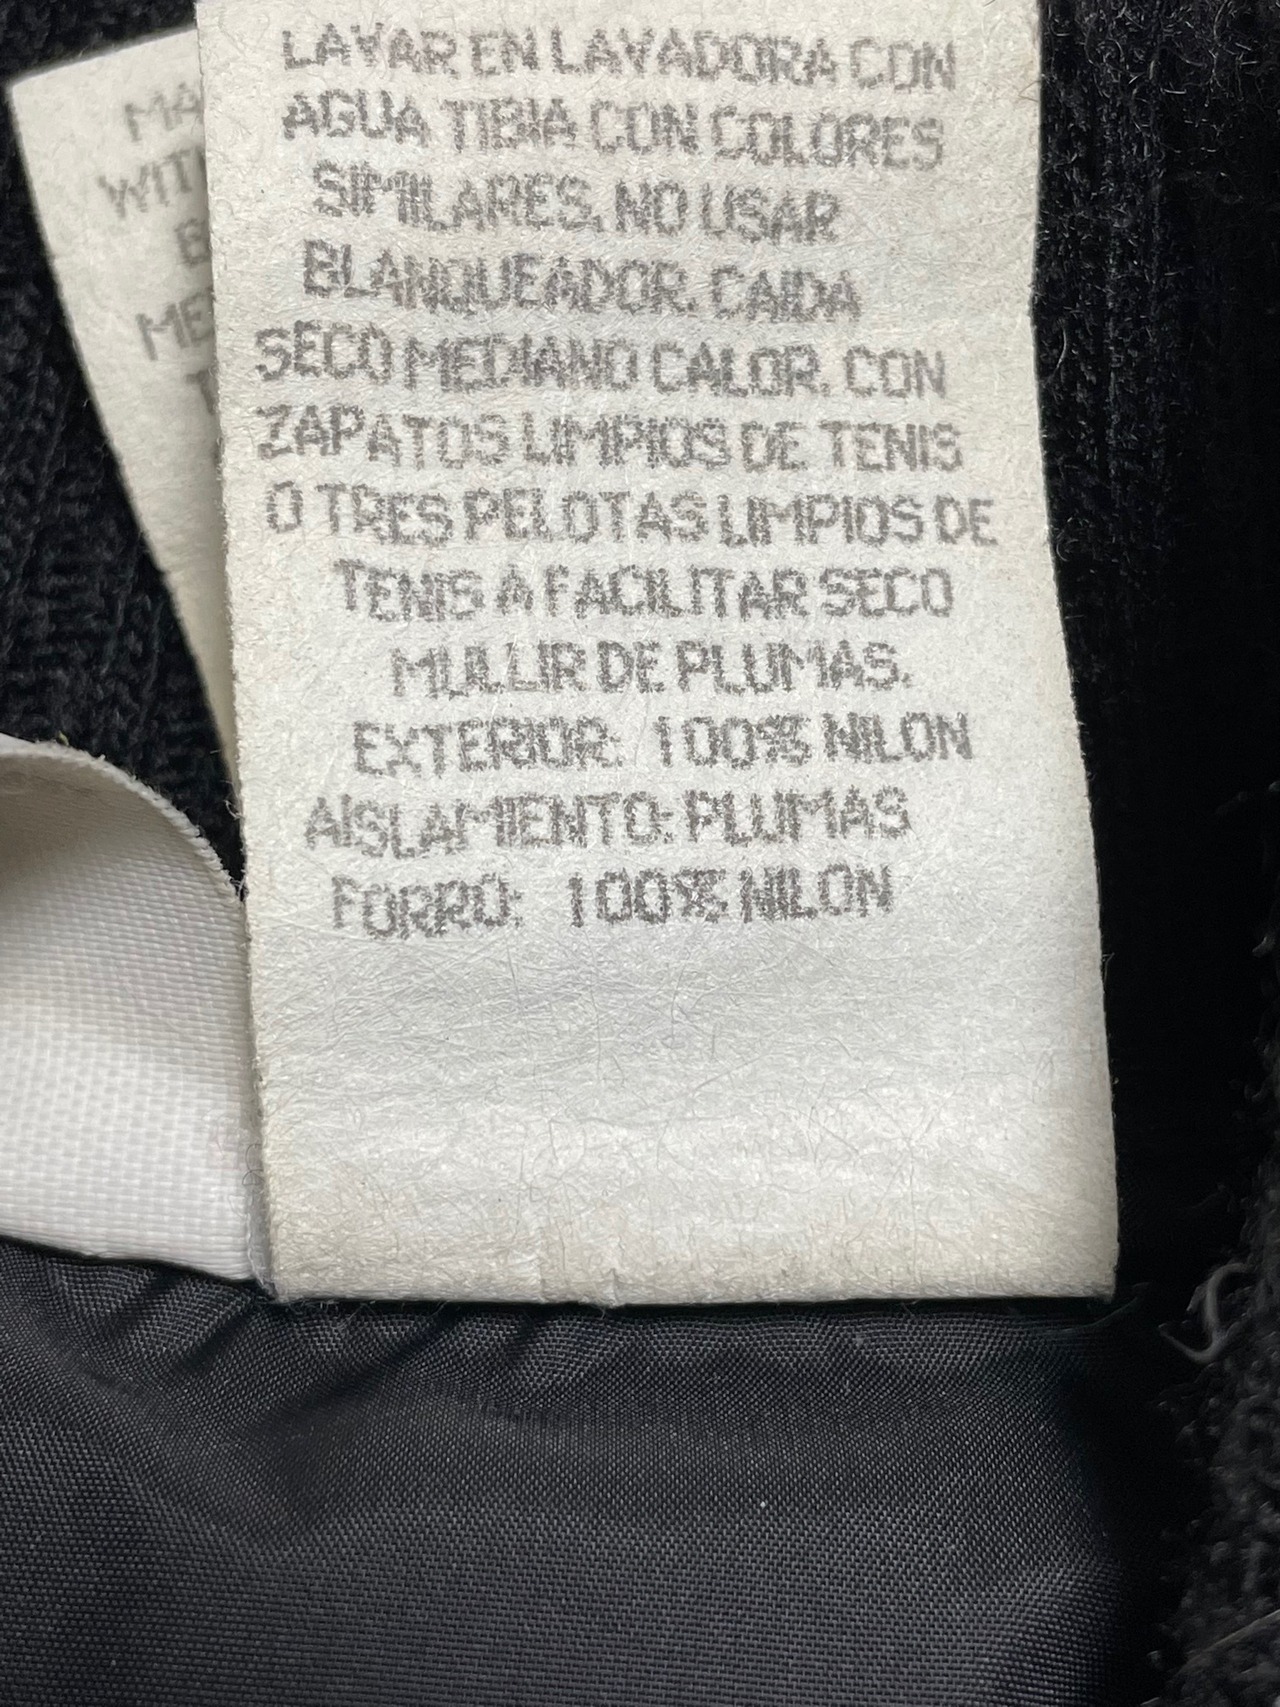 LAVAR EN LAVADORA CON
AGUA TIBIA CON COLORES
SIMILARES. NO USAR
BLANQUEADOR. CAIDA
SECO MEDIANO CALOR. CON
ZAPATOS LIMPIOS DE TENIS
O TRES PELOTAS LIMPIOS DE
TENIS A FACILITAR SECO
MULLIR DE PLUMAS.
EXTERIOR: 100% NILON
AISLAMIENTO: PLUMAS
FORRO: 100% NILON